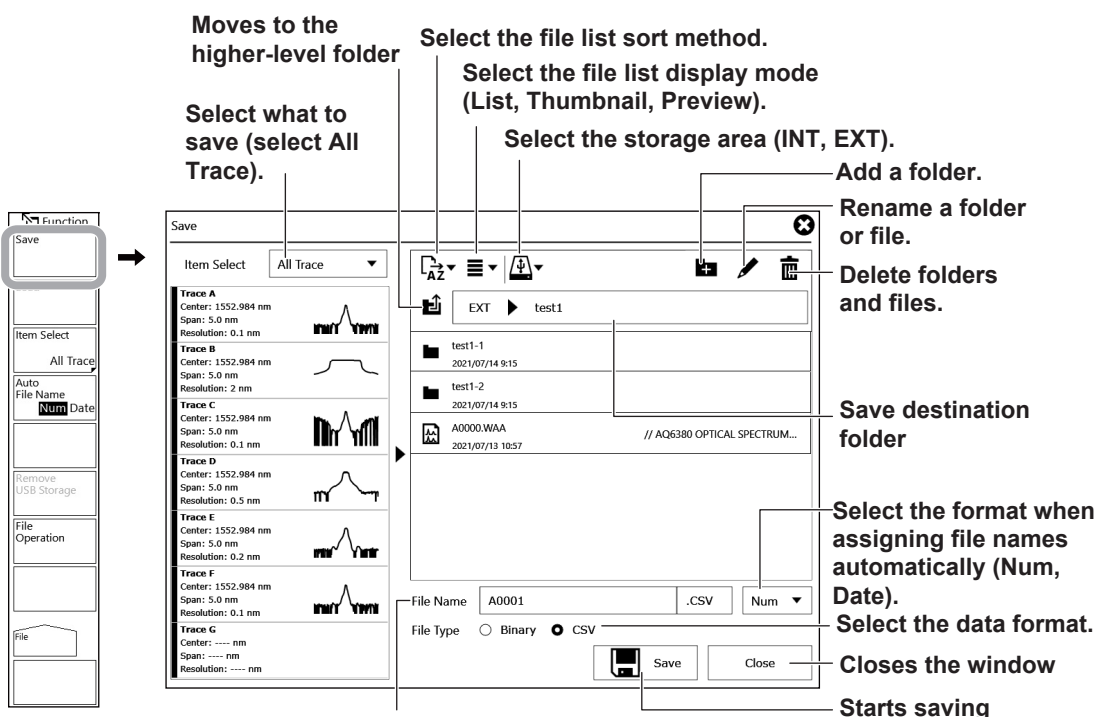 Moves to the
higher-level folder
Select the file list sort method.
Select the file list display mode
(List, Thumbnail, Preview).
Select what to
save (select All
Trace).
Select the storage area (INT, EXT).
Add a folder.
Rename a folder
or file.
Delete folders
and files.
Function
Save
Item Select
All Trace
Auto
File Name
Num Date
Remove
USB Storage
File
Operation
File
Save
Item Select
All Trace
AZ
EXT
test1
Trace A
Center: 1552.984 nm
Span: 5.0 nm
Resolution: 0.1 nm
Trace B
Center: 1552.984 nm
Span: 5.0 nm
Resolution: 2 nm
Trace C
Center: 1552.984 nm
Span: 5.0 nm
Resolution: 0.1 nm
Trace D
Center: 1552.984 nm
Span: 5.0 nm
Resolution: 0.5 nm
Trace E
Center: 1552.984 nm
Span: 5.0 nm
Resolution: 0.2 nm
Trace F
Center: 1552.984 nm
Span: 5.0 nm
Resolution: 0.1 nm
Trace G
Center: ---- nm
Span: ---- nm
Resolution: ---- nm
test1-1
2021/07/14 9:15
test1-2
2021/07/14 9:15
A0000.WAA
2021/07/13 10:57
// AQ6380 OPTICAL SPECTRUM...
File Name A0001 .CSV Num
File Type Binary CSV
Save
Close
Save destination
folder
Select the format when
assigning file names
automatically (Num,
Date).
Select the data format.
Closes the window
Starts saving